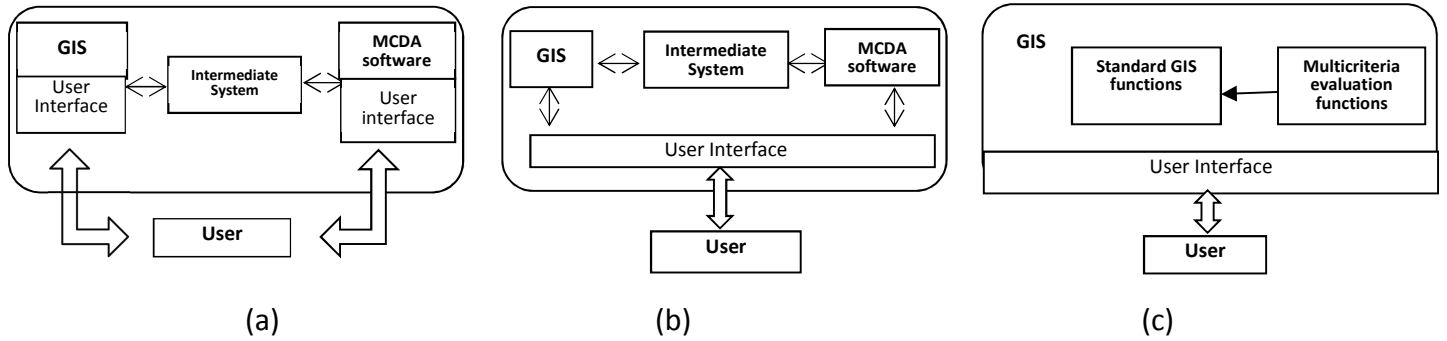 GIS
User
Interface
Intermediate
System
MCDA
software
User
interface
User
(a)
GIS
Intermediate
System
MCDA
software
User Interface
User
(b)
GIS
Standard GIS
functions
Multicriteria
evaluation
functions
User Interface
User
(c)